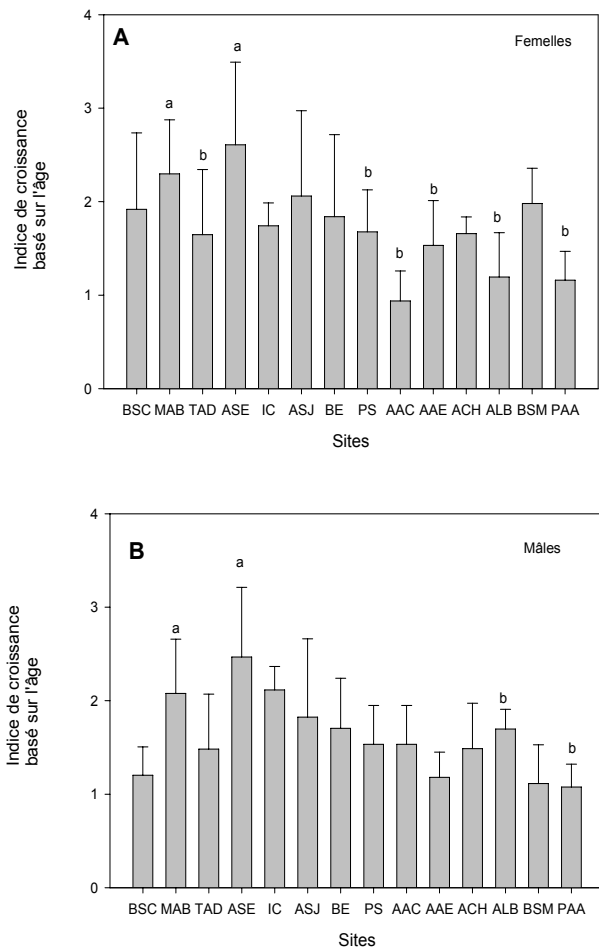 A
Femelles
Indice de croissance
basé sur l'âge
4
3
2
1
0
a
a
b
b
b
b
b
b
BSC MAB TAD ASE IC ASJ BE PS AAC AAE ACH ALB BSM PAA
Sites
B
Mâles
Indice de croissance
basé sur l'âge
4
3
2
1
0
a
a
b
b
BSC MAB TAD ASE IC ASJ BE PS AAC AAE ACH ALB BSM PAA
Sites